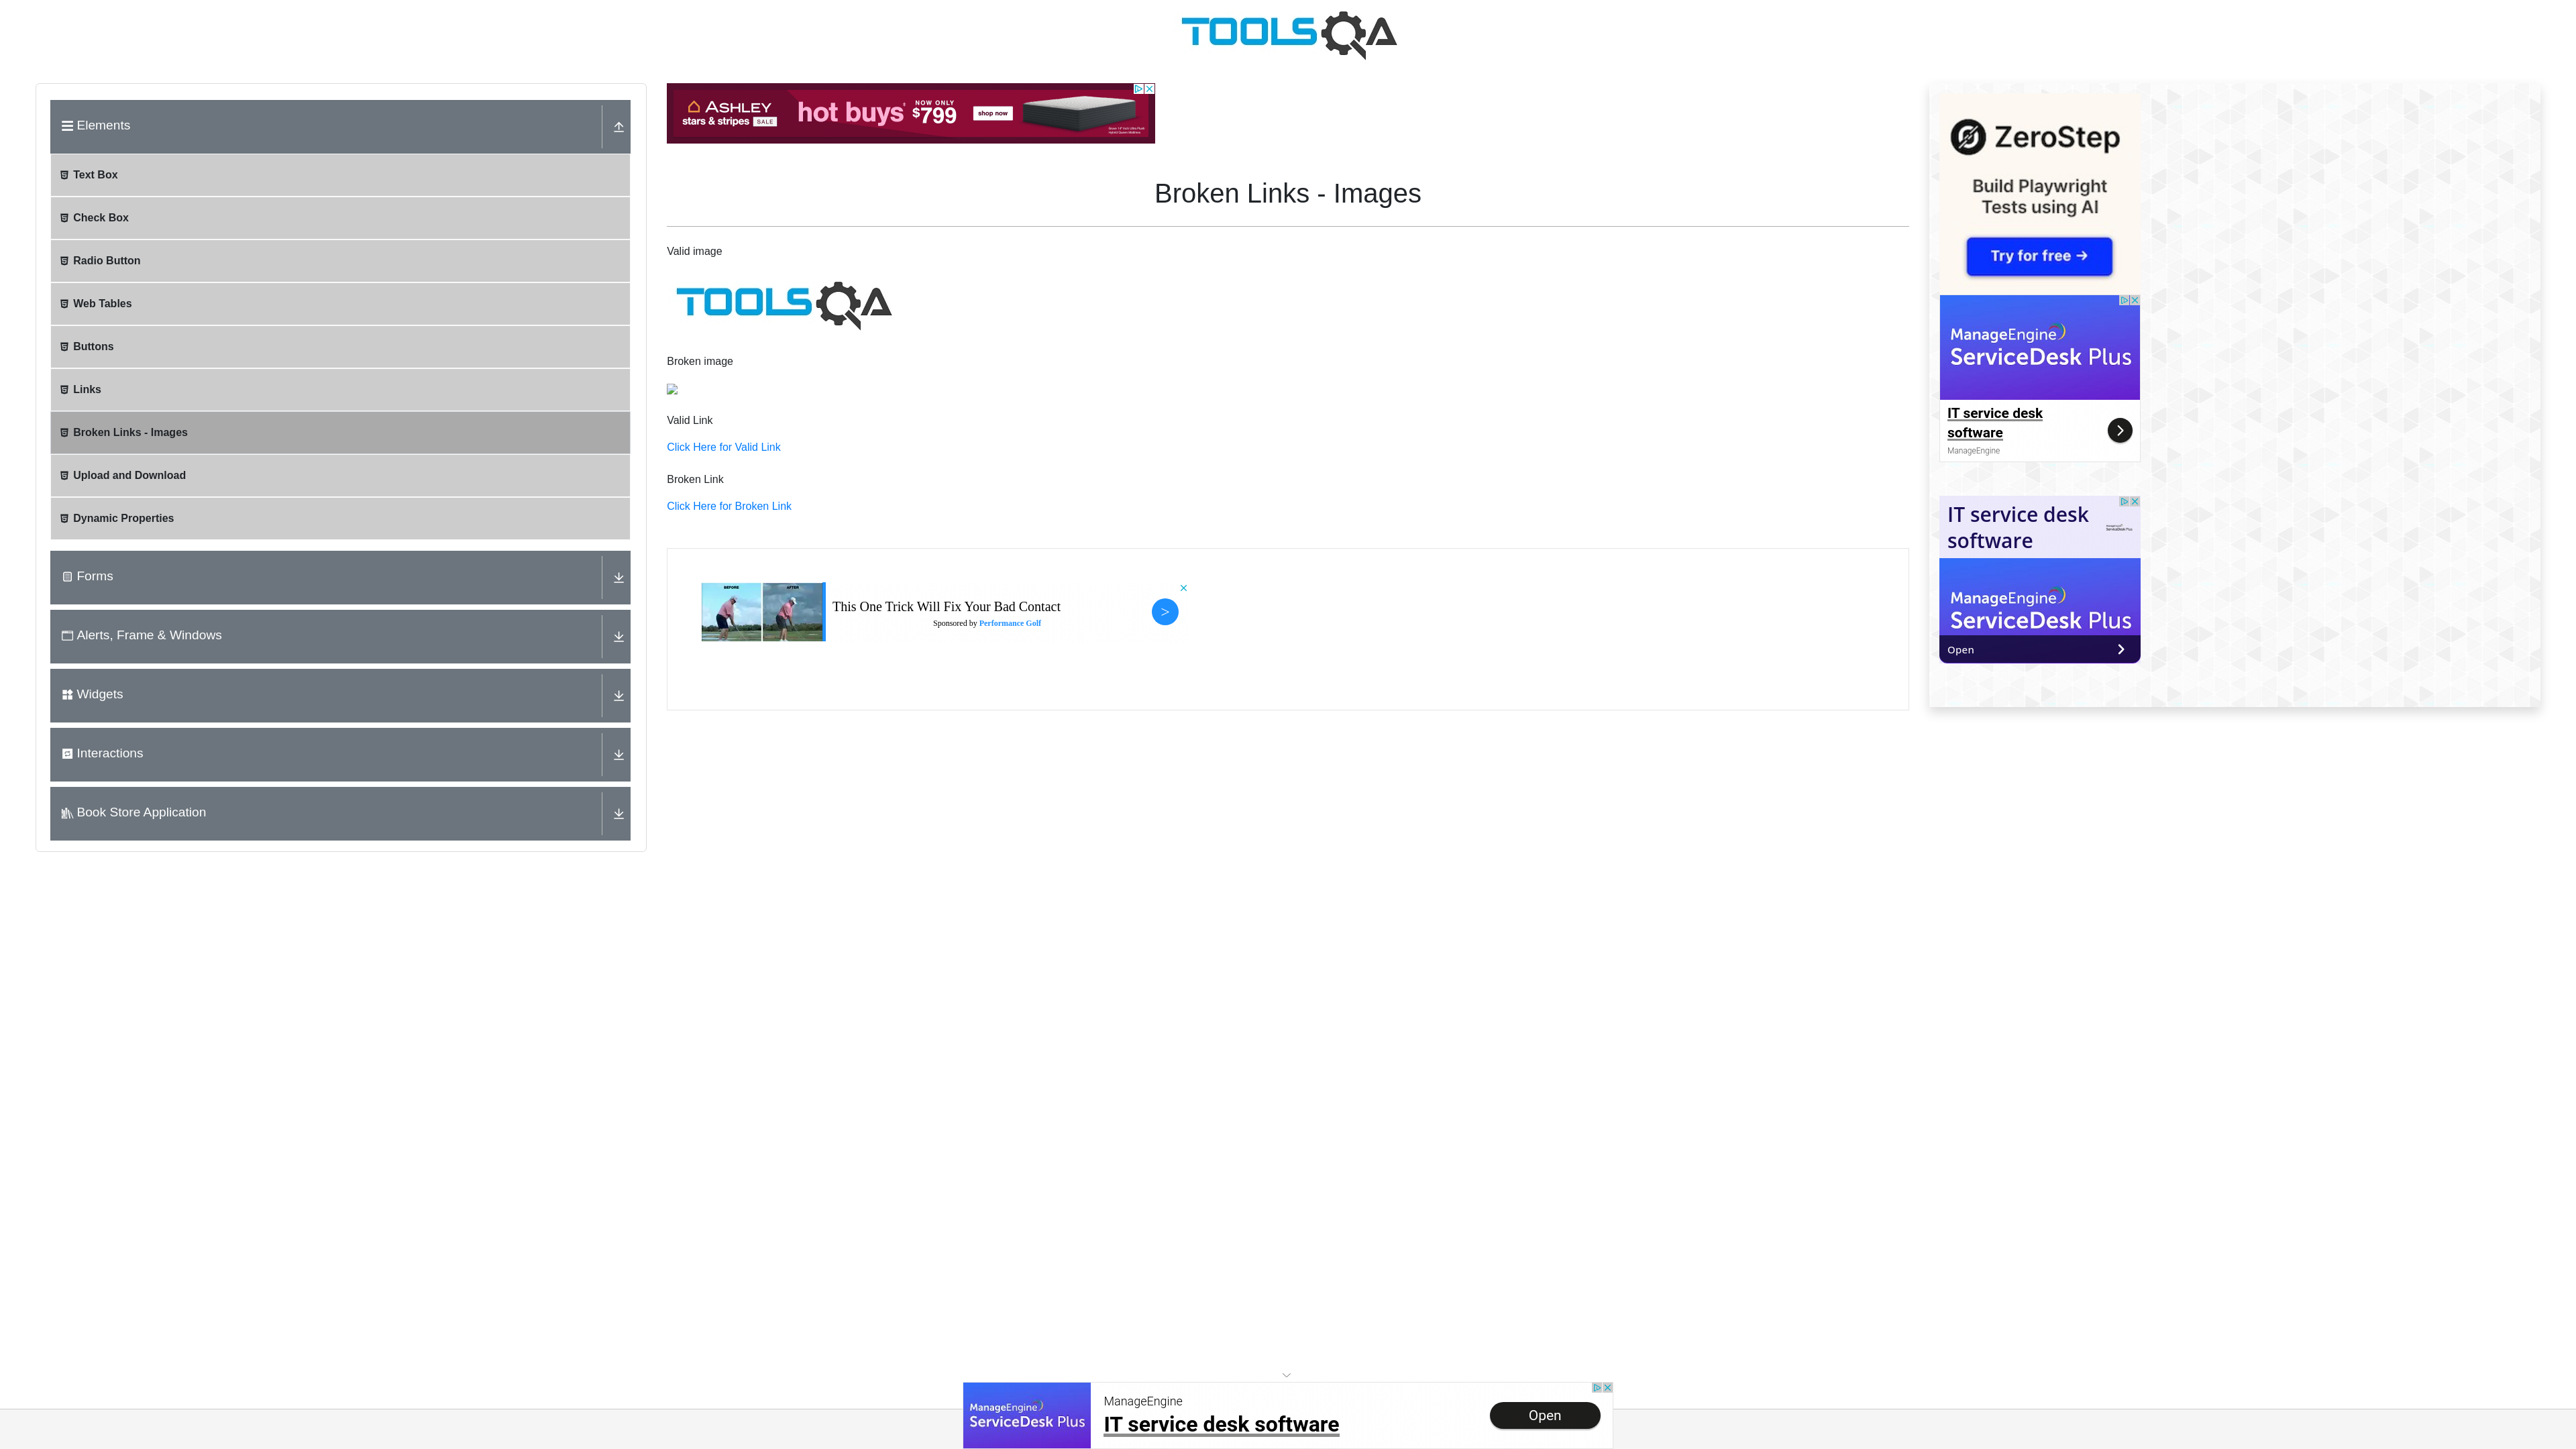 TOOLSQA
Elements
Text Box
Check Box
Radio Button
Web Tables
Buttons
Links
Broken Links - Images
Upload and Download
Dynamic Properties
Forms
Alerts, Frame & Windows
Widgets
Interactions
Book Store Application
ASHLEY
stars & stripes SALE
hot buys
NOW ONLY
$799
shop now
Broken Links - Images
Valid image
TOOLSQA
Broken image
Valid Link
Click Here for Valid Link
Broken Link
Click Here for Broken Link
BEFORE
AFTER
This One Trick Will Fix Your Bad Contact
Sponsored by Performance Golf
>
ZeroStep
Build Playwright
Tests using AI
Try for free →
ManageEngine
ServiceDesk Plus
IT service desk
software
ManageEngine
IT service desk
software
ManageEngine
ServiceDesk Plus
Open
ManageEngine
ServiceDesk Plus
ManageEngine
IT service desk software
Open